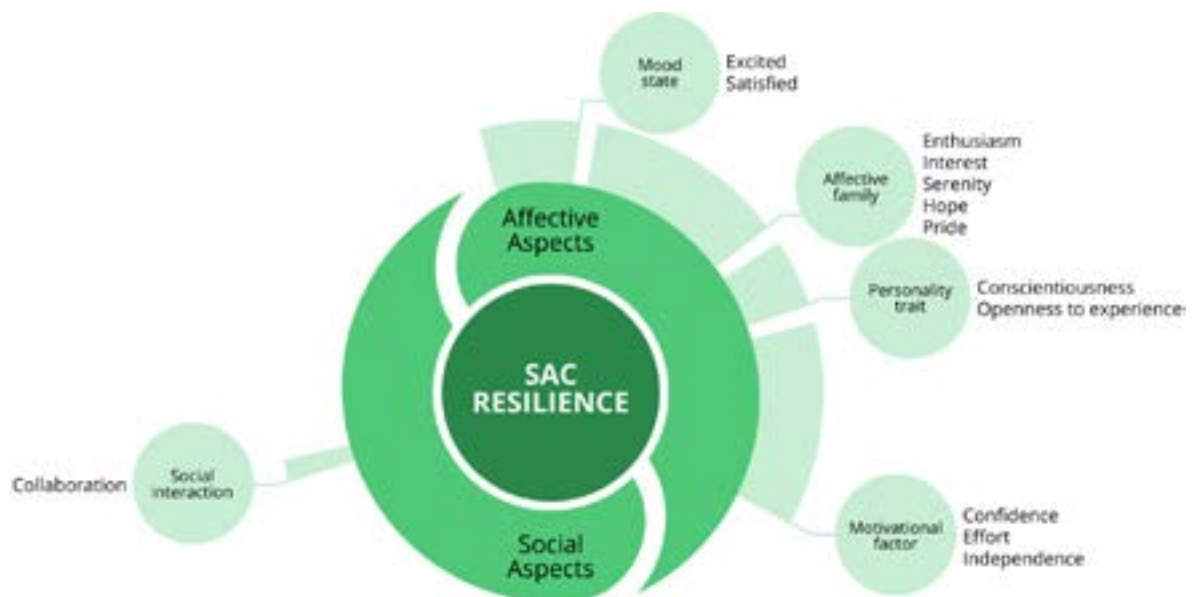 Mood
state
Excited
Satisfied
Affective
family
Enthusiasm
Interest
Serenity
Hope
Pride
Affective
Aspects
Personality
trait
Conscientiousness
Openness to experience
SAC
RESILIENCE
Collaboration
Social
interaction
Social
Aspects
Motivational
factor
Confidence
Effort
Independence